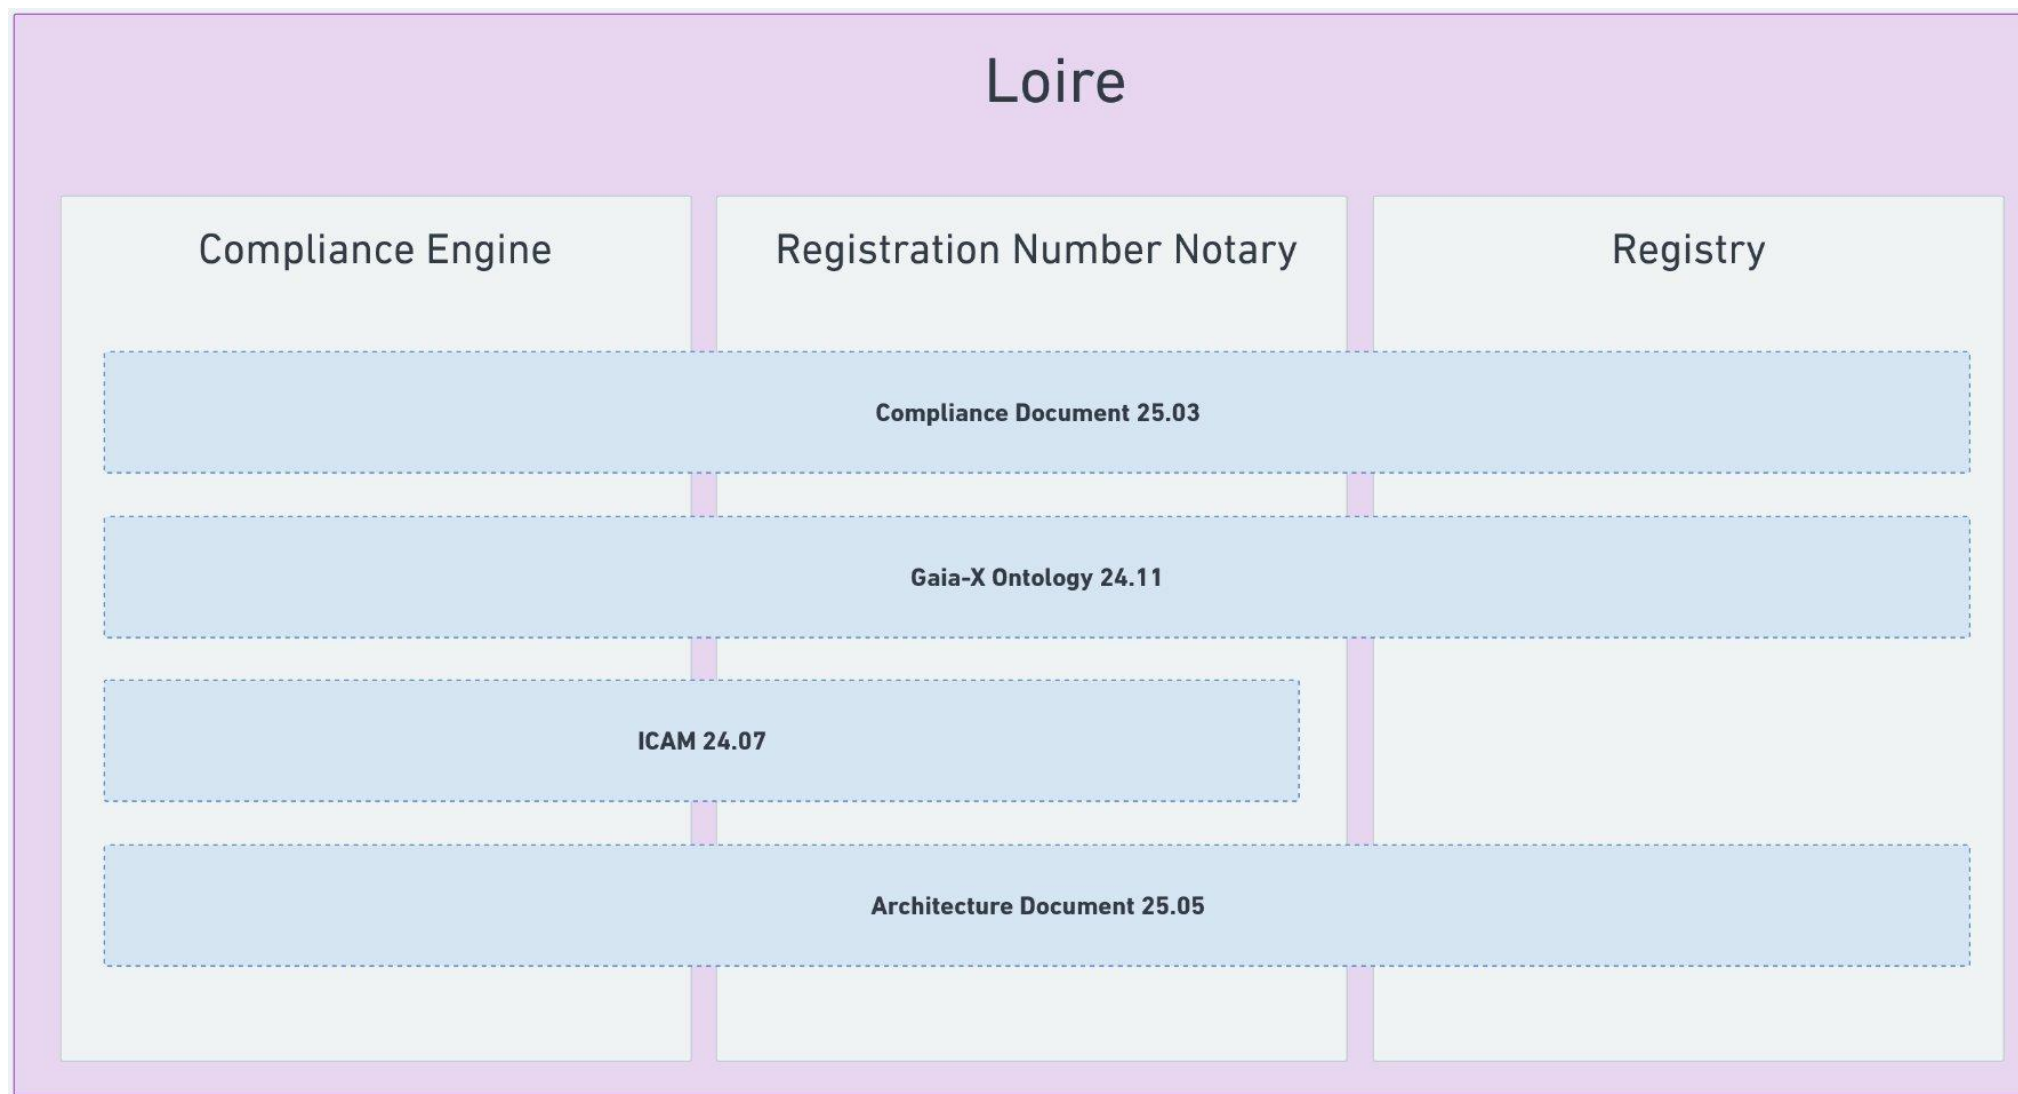 Loire
Compliance Engine
Registration Number Notary
Registry
Compliance Document 25.03
Gaia-X Ontology 24.11
ICAM 24.07
Architecture Document 25.05